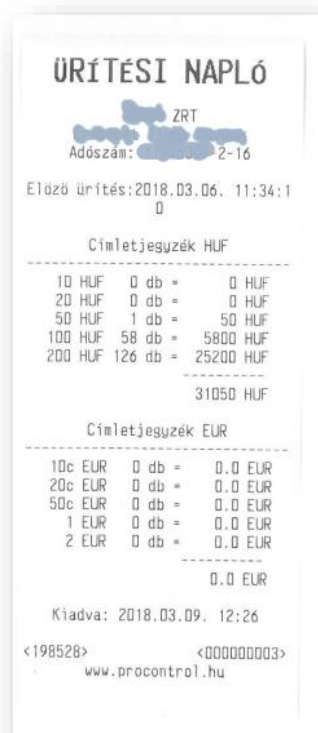 ÜRÍTÉSI NAPLÓ
ZRT
Adószám: 2-16
Elözö ürítés:2018.03.06. 11:34:1
0
Címletjegyzék HUF
--------------------------------
10 HUF 0 db = 0 HUF
20 HUF 0 db = 0 HUF
50 HUF 1 db = 50 HUF
100 HUF 58 db = 5800 HUF
200 HUF 126 db = 25200 HUF
----------
31050 HUF
Címletjegyzék EUR
--------------------------------
10c EUR 0 db = 0.0 EUR
20c EUR 0 db = 0.0 EUR
50c EUR 0 db = 0.0 EUR
1 EUR 0 db = 0.0 EUR
2 EUR 0 db = 0.0 EUR
----------
0.0 EUR
Kiadva: 2018.03.09. 12:26
<198528> <000000003>
www.procontrol.hu